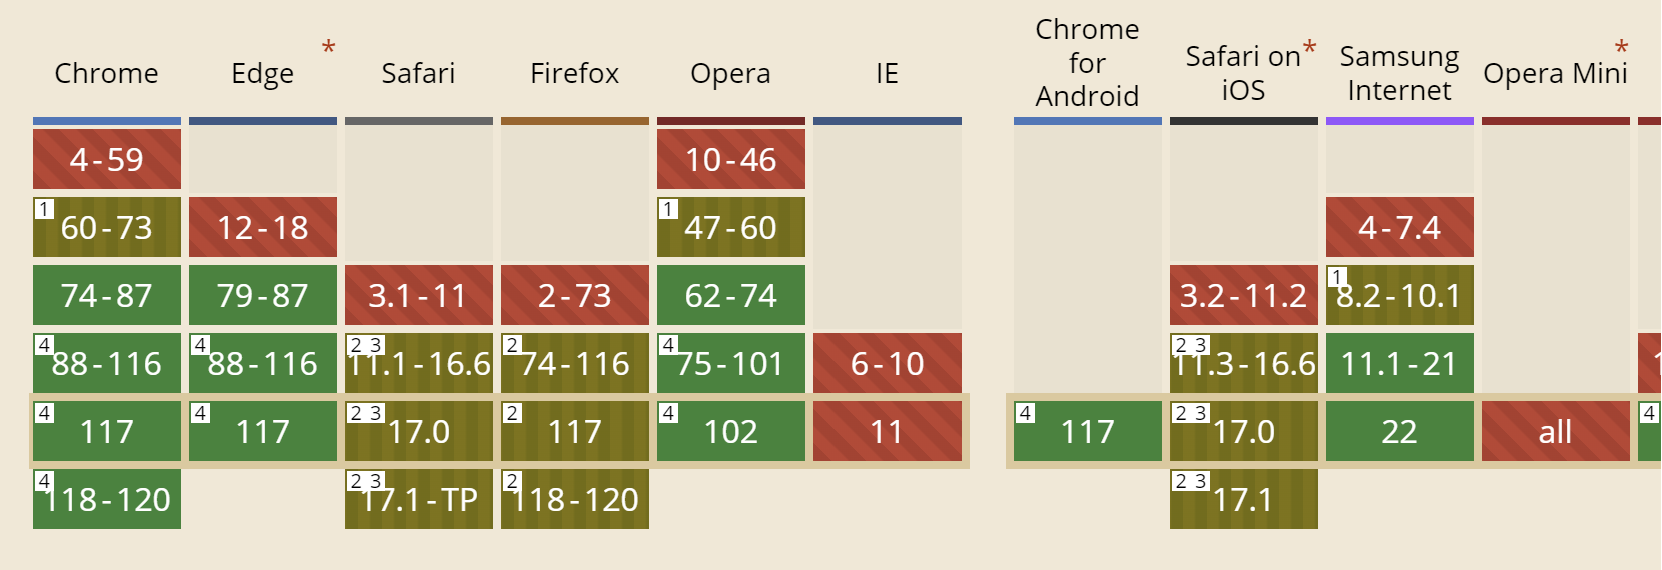 Chrome
Edge *
Safari
Firefox
Opera
IE
Chrome
for
Android
Safari on*
iOS
Samsung
Internet
Opera Mini *
4-59
10-46
1 60-73
12-18
1 47-60
4-7.4
74-87
79-87
3.1-11
2-73
62-74
3.2-11.2
1 8.2-10.1
4 88-116
4 88-116
2 3 11.1-16.6
2 74-116
4 75-101
6-10
2 3 11.3-16.6
11.1-21
4 117
4 117
2 3 17.0
2 117
4 102
11
4 117
2 3 17.0
22
all
4
4 118-120
2 3 17.1-TP
2 118-120
2 3 17.1